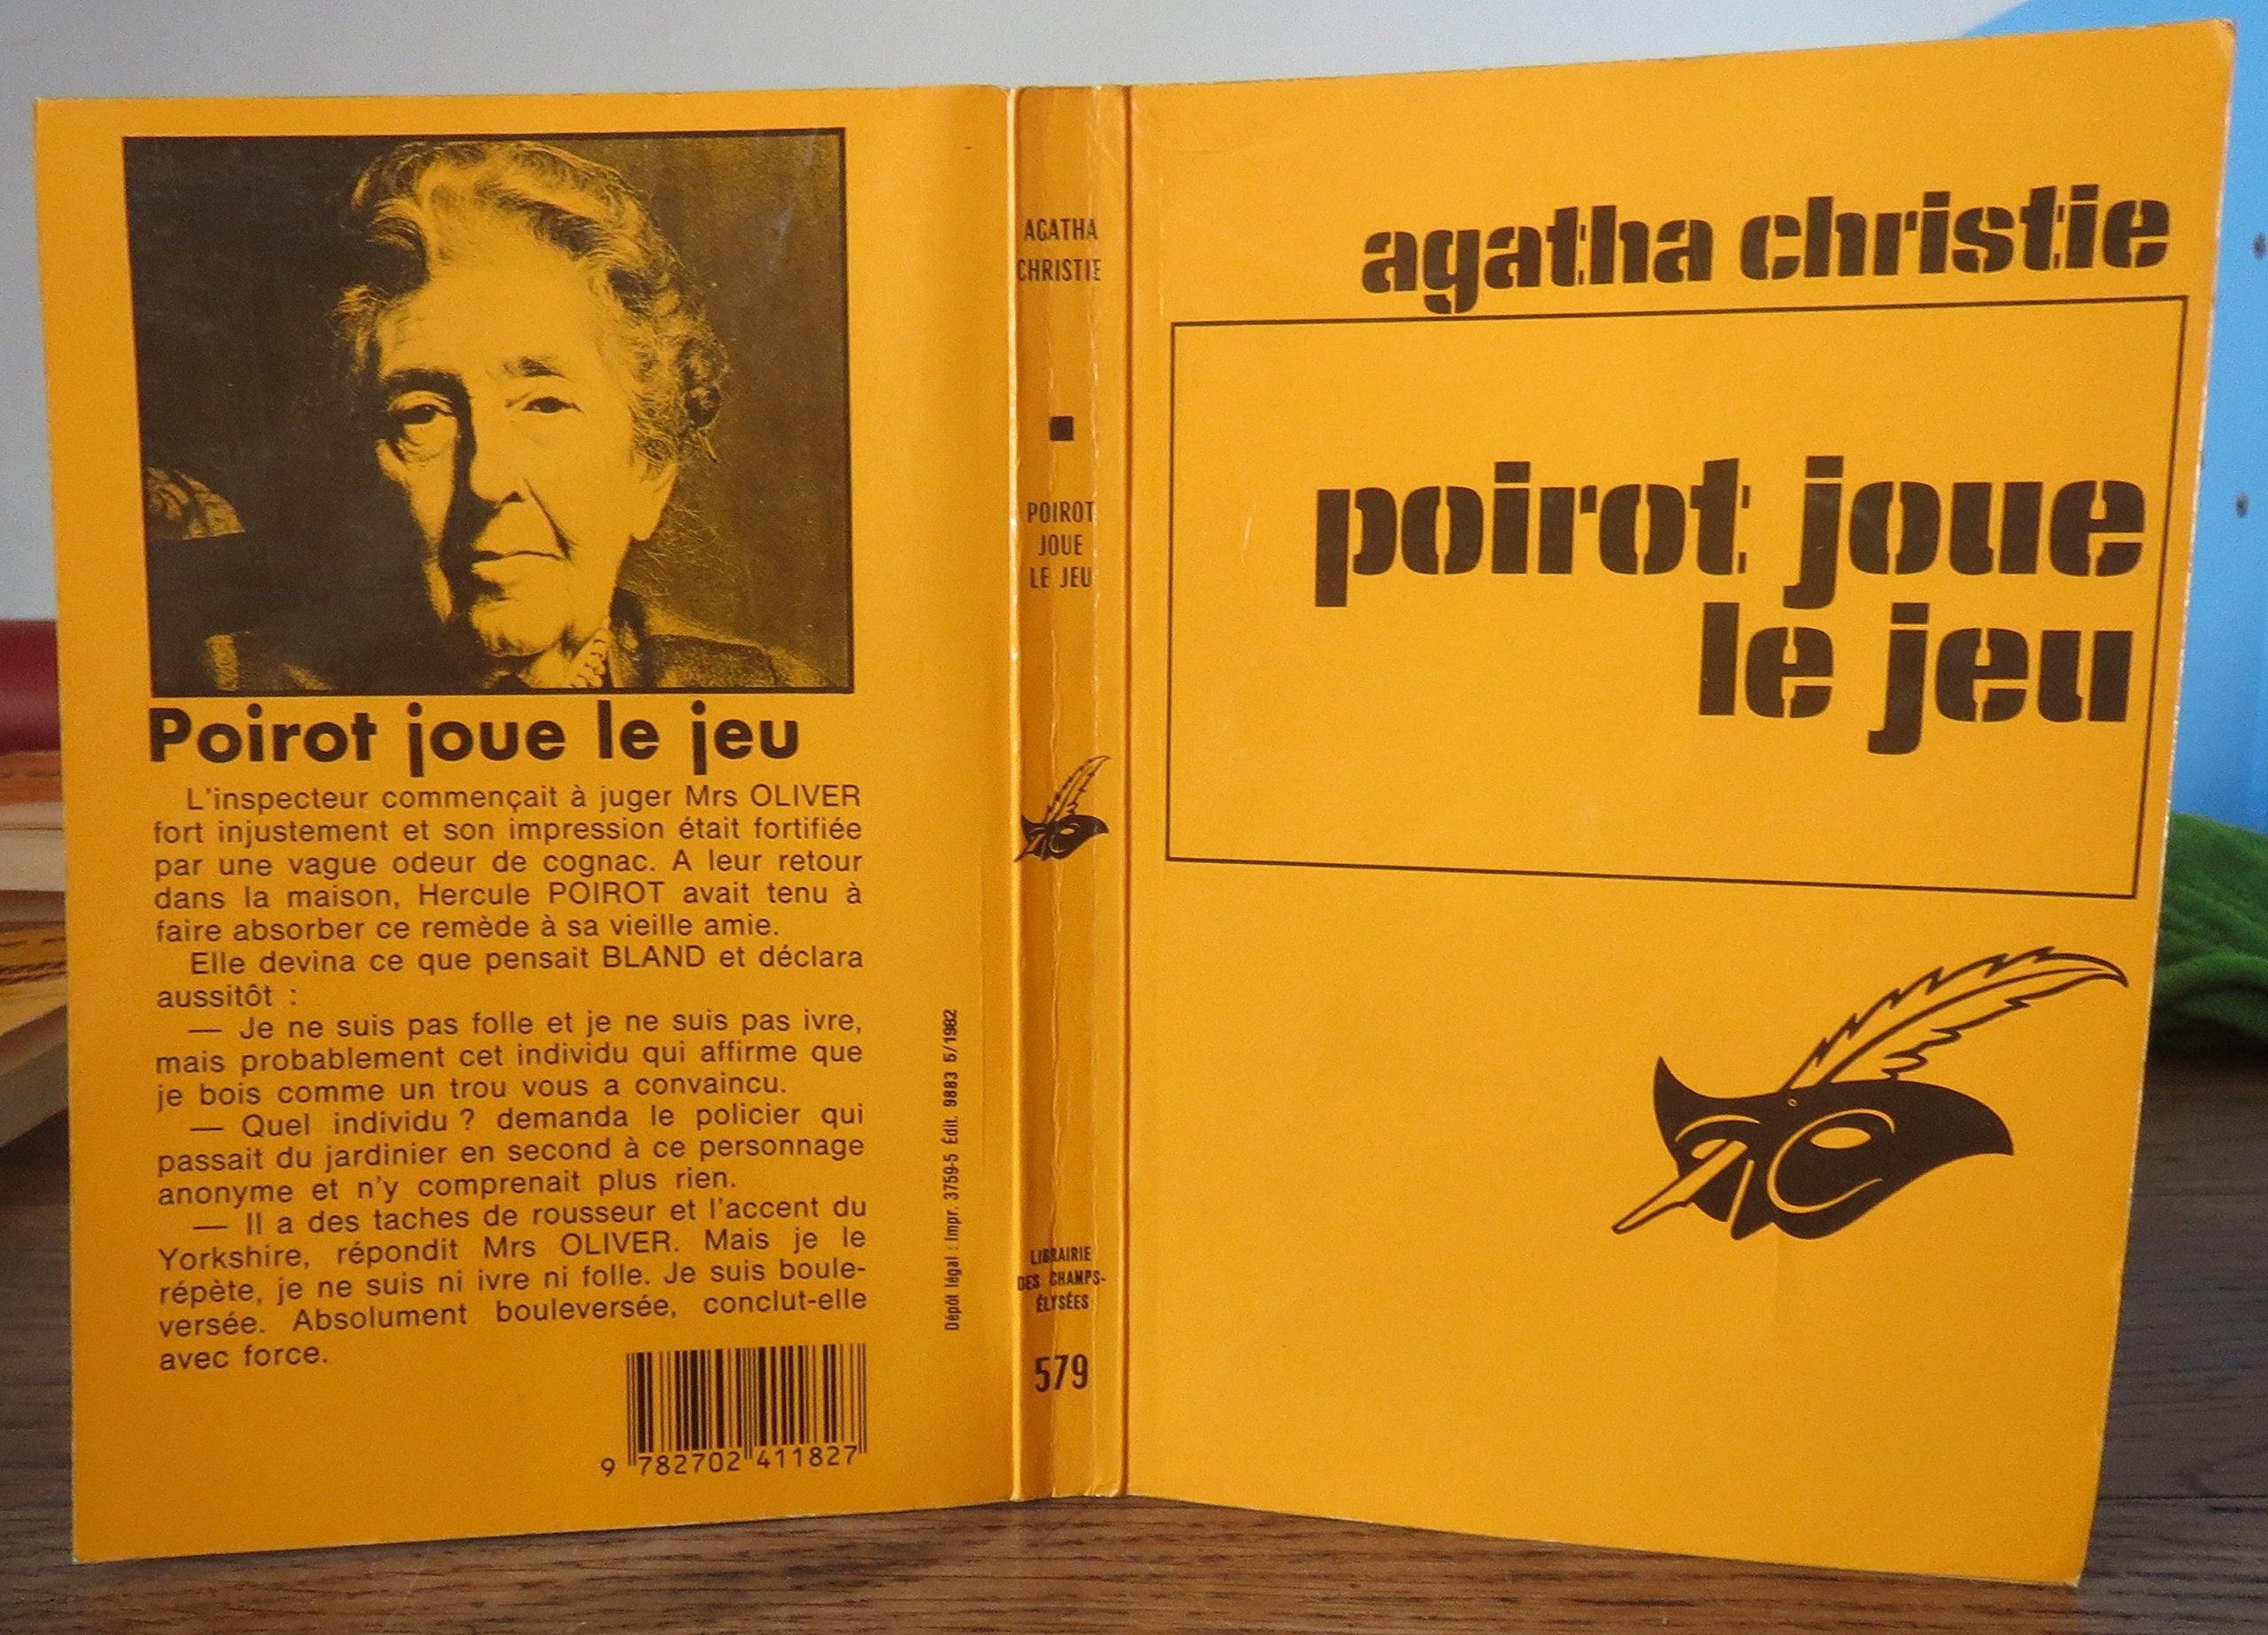 Poirot joue le jeu
L'inspecteur commençait à juger Mrs OLIVER
fort injustement et son impression était fortifiée
par une vague odeur de cognac. A leur retour
dans la maison, Hercule POIROT avait tenu à
faire absorber ce remède à sa vieille amie.
Elle devina ce que pensait BLAND et déclara
aussitôt :
— Je ne suis pas folle et je ne suis pas ivre,
mais probablement cet individu qui affirme que
je bois comme un trou vous a convaincu.
— Quel individu ? demanda le policier qui
passait du jardinier en second à ce personnage
anonyme et n'y comprenait plus rien.
— Il a des taches de rousseur et l'accent du
Yorkshire, répondit Mrs OLIVER. Mais je le
répète, je ne suis ni ivre ni folle. Je suis boule-
versée. Absolument bouleversée, conclut-elle
avec force.
9 782702 411827
Dépôt légal : Impr. 3759-5 Édit. 9883 5/1982
AGATHA
CHRISTIE
POIROT
JOUE
LE JEU
LIBRAIRIE
DES CHAMPS-
ÉLYSÉES
579
agatha christie
poirot joue
le jeu